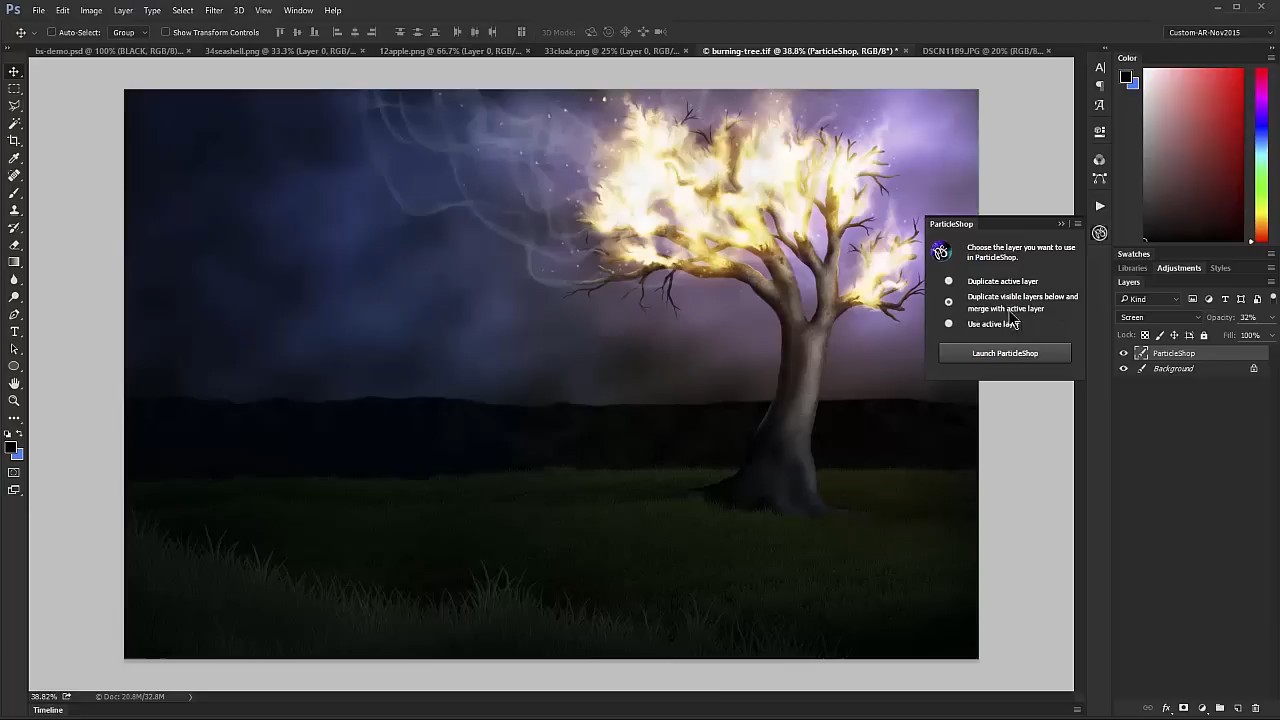 Ps File Edit Image Layer Type Select Filter 3D View Window Help
Auto-Select: Group Show Transform Controls 3D Mode: Custom-AR-Nov2015
bs-demo.psd @ 100% (BLACK, RGB/8)... × 34seashell.png @ 33.3% (Layer 0, RGB/... × 12apple.png @ 66.7% (Layer 0, RGB/... × 33cloak.png @ 25% (Layer 0, RGB/... × © burning-tree.tif @ 38.8% (ParticleShop, RGB/8*) * × DSCN1189.JPG @ 20% (RGB/8... ×
Color
ParticleShop
Choose the layer you want to use
in ParticleShop.
Duplicate active layer
Duplicate visible layers below and
merge with active layer
Use active layer
Launch ParticleShop
Swatches
Libraries Adjustments Styles
Layers
Kind
Screen Opacity: 32%
Lock: Fill: 100%
ParticleShop
Background
38.82% © Doc: 20.8M/32.8M
Timeline